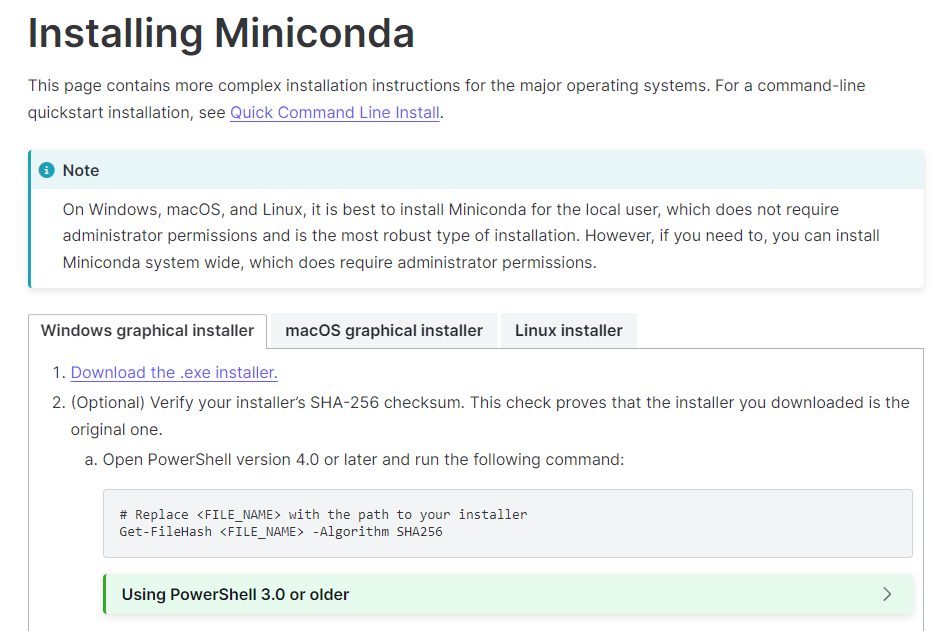 Installing Miniconda
This page contains more complex installation instructions for the major operating systems. For a command-line
quickstart installation, see Quick Command Line Install.
Note
On Windows, macOS, and Linux, it is best to install Miniconda for the local user, which does not require
administrator permissions and is the most robust type of installation. However, if you need to, you can install
Miniconda system wide, which does require administrator permissions.
Windows graphical installer macOS graphical installer Linux installer
1. Download the .exe installer.
2. (Optional) Verify your installer’s SHA-256 checksum. This check proves that the installer you downloaded is the
original one.
a. Open PowerShell version 4.0 or later and run the following command:
# Replace <FILE_NAME> with the path to your installer
Get-FileHash <FILE_NAME> -Algorithm SHA256
Using PowerShell 3.0 or older